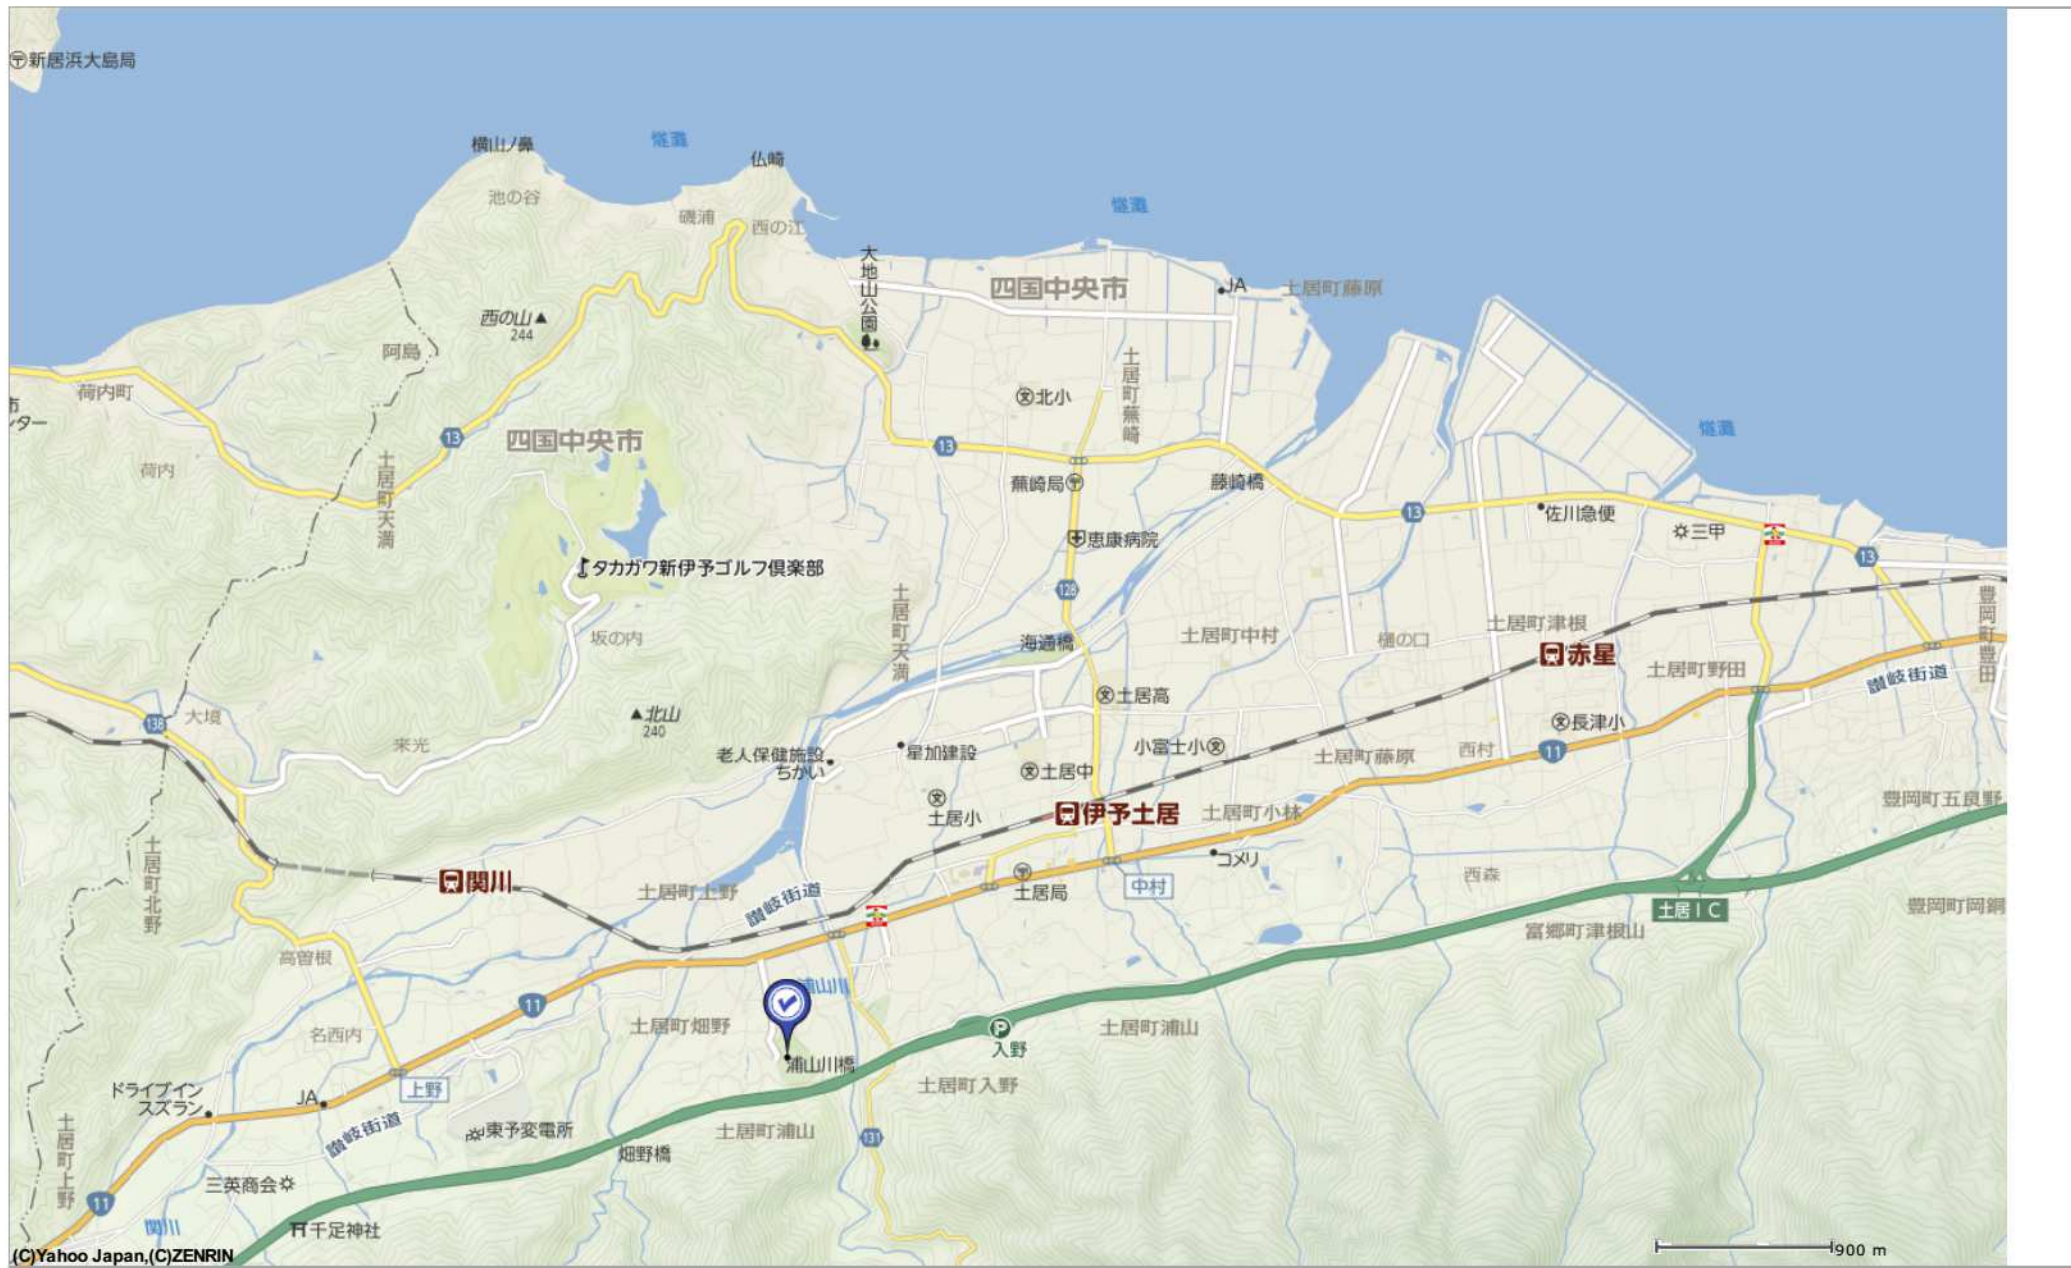 新居浜大島局
横山ノ鼻
燧灘
仏崎
池の谷
磯浦
西の江
燧灘
大地山公園
四国中央市
JA
土居町藤原
西の山
244
阿島
土居町蕪崎
荷内町
北小
市
ター
13
四国中央市
13
燧灘
荷内
土居町天満
蕪崎局
藤崎橋
13
佐川急便
三甲
恵康病院
13
タカガワ新伊予ゴルフ倶楽部
128
土居町天満
豊岡町豊田
坂の内
海通橋
土居町中村
樋の口
土居町津根
赤星
土居町野田
讃岐街道
土居高
138
大境
北山
240
来光
老人保健施設
ちかい
星加建設
小富士小
長津小
11
西村
土居町藤原
土居中
土居小
伊予土居
土居町小林
豊岡町五良野
土居町北野
関川
土居町上野
讃岐街道
土居局
コメリ
中村
西森
土居IC
豊岡町岡銅
富郷町津根山
高曽根
浦山川
11
名西内
土居町畑野
入野
土居町浦山
浦山川橋
土居町入野
上野
ドライブイン
スズラン
JA
讃岐街道
東予変電所
土居町浦山
131
畑野橋
土居町上野
三英商会
11
関川
千足神社
(C)Yahoo Japan,(C)ZENRIN
900 m